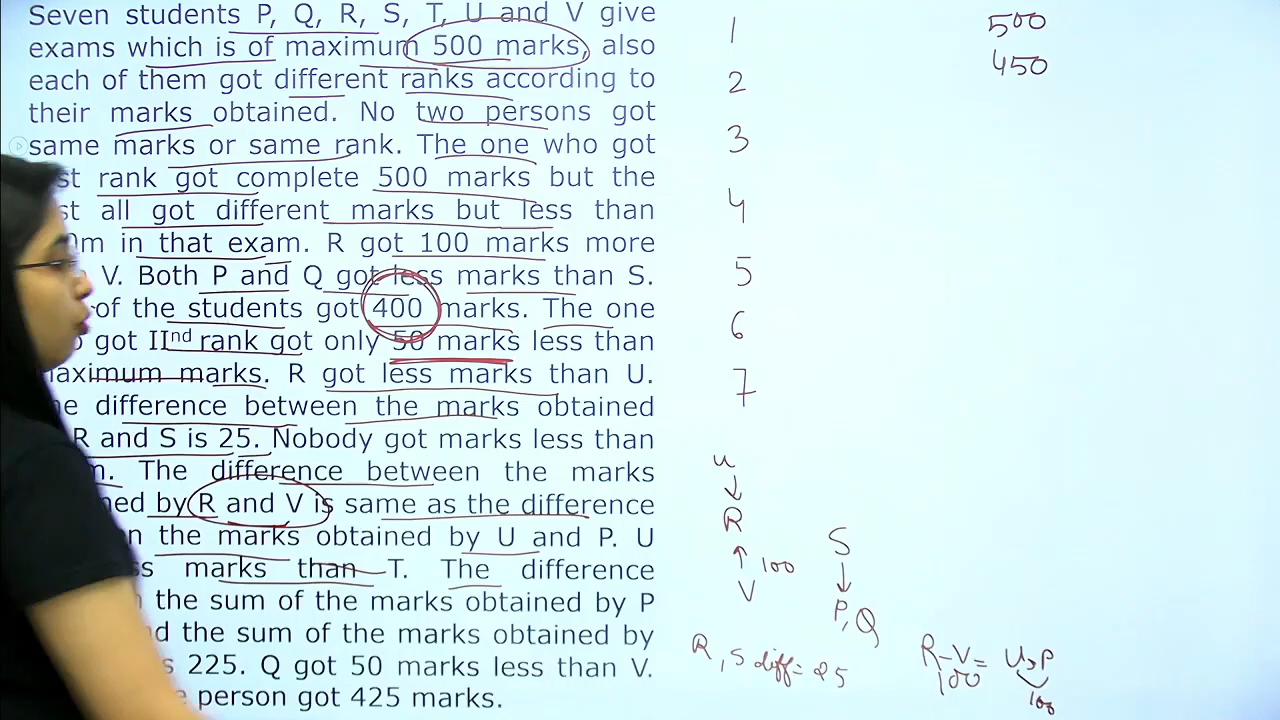 Seven students P, Q, R, S, T, U and V give
exams which is of maximum 500 marks, also
each of them got different ranks according to
their marks obtained. No two persons got
same marks or same rank. The one who got
rank got complete 500 marks but the
all got different marks but less than
in that exam. R got 100 marks more
V. Both P and Q got less marks than S.
of the students got 400 marks. The one
got IInd rank got only 50 marks less than
maximum marks. R got less marks than U.
difference between the marks obtained
R and S is 25. Nobody got marks less than
The difference between the marks
by R and V is same as the difference
the marks obtained by U and P. U
marks than T. The difference
the sum of the marks obtained by P
the sum of the marks obtained by
225. Q got 50 marks less than V.
person got 425 marks.
1 500
2 450
3
4
5
6
7
U
R
100
V
S
P, Q
R, S diff = 25
R-V = U, P
100 100